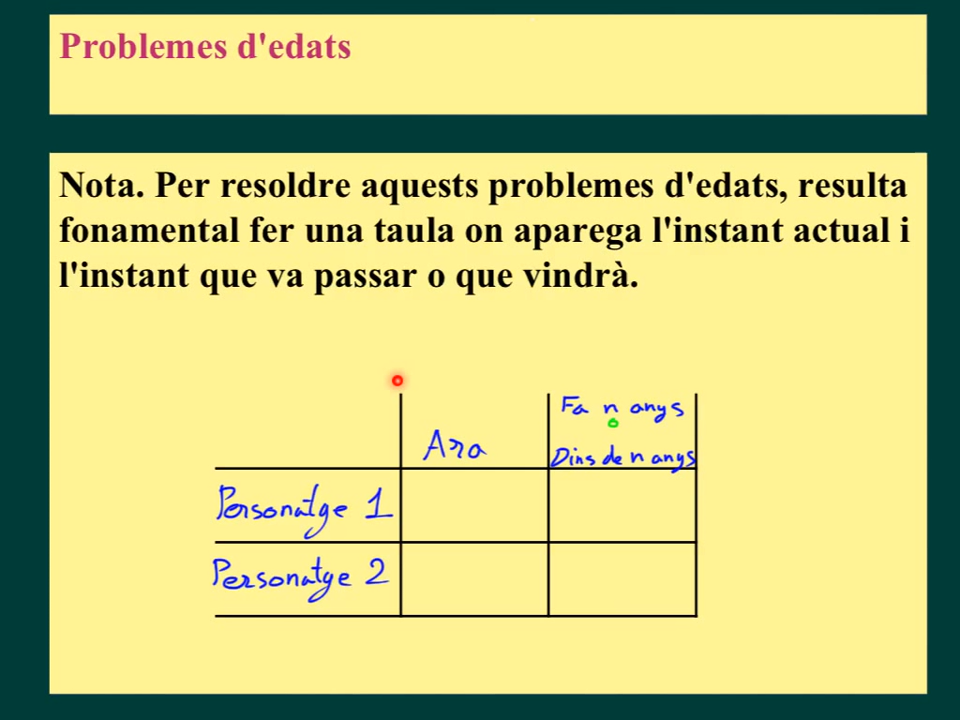 Problemes d'edats
Nota. Per resoldre aquests problemes d'edats, resulta
fonamental fer una taula on aparega l'instant actual i
l'instant que va passar o que vindrà.
Fa n anys
o
Ara
Dins de n anys
Personatge 1
Personatge 2